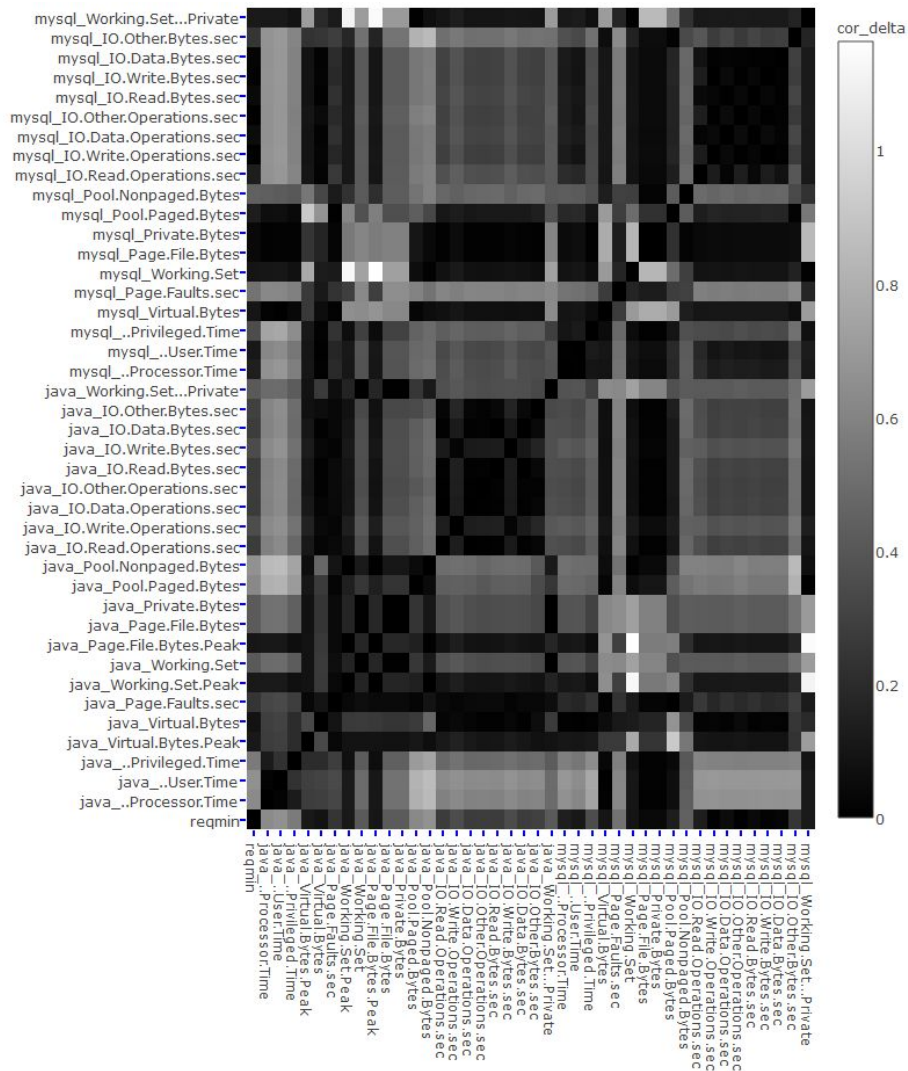 mysql_Working.Set...Private
mysql_IO.Other.Bytes.sec
mysql_IO.Data.Bytes.sec
mysql_IO.Write.Bytes.sec
mysql_IO.Read.Bytes.sec
mysql_IO.Other.Operations.sec
mysql_IO.Data.Operations.sec
mysql_IO.Write.Operations.sec
mysql_IO.Read.Operations.sec
mysql_Pool.Nonpaged.Bytes
mysql_Pool.Paged.Bytes
mysql_Private.Bytes
mysql_Page.File.Bytes
mysql_Working.Set
mysql_Page.Faults.sec
mysql_Virtual.Bytes
mysql_..Privileged.Time
mysql_..User.Time
mysql_..Processor.Time
java_Working.Set...Private
java_IO.Other.Bytes.sec
java_IO.Data.Bytes.sec
java_IO.Write.Bytes.sec
java_IO.Read.Bytes.sec
java_IO.Other.Operations.sec
java_IO.Data.Operations.sec
java_IO.Write.Operations.sec
java_IO.Read.Operations.sec
java_Pool.Nonpaged.Bytes
java_Pool.Paged.Bytes
java_Private.Bytes
java_Page.File.Bytes
java_Page.File.Bytes.Peak
java_Working.Set
java_Working.Set.Peak
java_Page.Faults.sec
java_Virtual.Bytes
java_Virtual.Bytes.Peak
java_..Privileged.Time
java_..User.Time
java_..Processor.Time
reqmin
cor_delta
1
0.8
0.6
0.4
0.2
0
reqmin
java_..Processor.Time
java_..User.Time
java_..Privileged.Time
java_Virtual.Bytes.Peak
java_Virtual.Bytes
java_Page.Faults.sec
java_Working.Set.Peak
java_Working.Set
java_Page.File.Bytes.Peak
java_Page.File.Bytes
java_Private.Bytes
java_Pool.Paged.Bytes
java_Pool.Nonpaged.Bytes
java_IO.Read.Operations.sec
java_IO.Write.Operations.sec
java_IO.Data.Operations.sec
java_IO.Other.Operations.sec
java_IO.Read.Bytes.sec
java_IO.Write.Bytes.sec
java_IO.Data.Bytes.sec
java_IO.Other.Bytes.sec
java_Working.Set...Private
mysql_..Processor.Time
mysql_..User.Time
mysql_..Privileged.Time
mysql_Virtual.Bytes
mysql_Page.Faults.sec
mysql_Working.Set
mysql_Page.File.Bytes
mysql_Private.Bytes
mysql_Pool.Paged.Bytes
mysql_Pool.Nonpaged.Bytes
mysql_IO.Read.Operations.sec
mysql_IO.Write.Operations.sec
mysql_IO.Data.Operations.sec
mysql_IO.Other.Operations.sec
mysql_IO.Read.Bytes.sec
mysql_IO.Write.Bytes.sec
mysql_IO.Data.Bytes.sec
mysql_IO.Other.Bytes.sec
mysql_Working.Set...Private